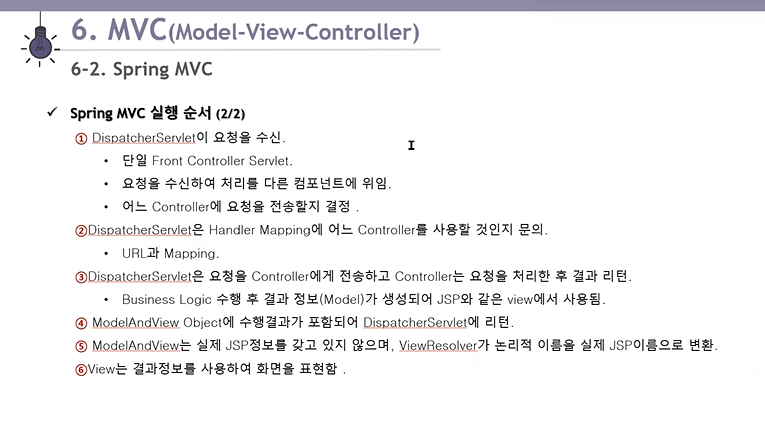 6. MVC(Model-View-Controller)
6-2. Spring MVC
✓ Spring MVC 실행 순서 (2/2)
① DispatcherServlet이 요청을 수신.
• 단일 Front Controller Servlet.
• 요청을 수신하여 처리를 다른 컴포넌트에 위임.
• 어느 Controller에 요청을 전송할지 결정 .
②DispatcherServlet은 Handler Mapping에 어느 Controller를 사용할 것인지 문의.
• URL과 Mapping.
③DispatcherServlet은 요청을 Controller에게 전송하고 Controller는 요청을 처리한 후 결과 리턴.
• Business Logic 수행 후 결과 정보(Model)가 생성되어 JSP와 같은 view에서 사용됨.
④ ModelAndView Object에 수행결과가 포함되어 DispatcherServlet에 리턴.
⑤ ModelAndView는 실제 JSP정보를 갖고 있지 않으며, ViewResolver가 논리적 이름을 실제 JSP이름으로 변환.
⑥View는 결과정보를 사용하여 화면을 표현함 .